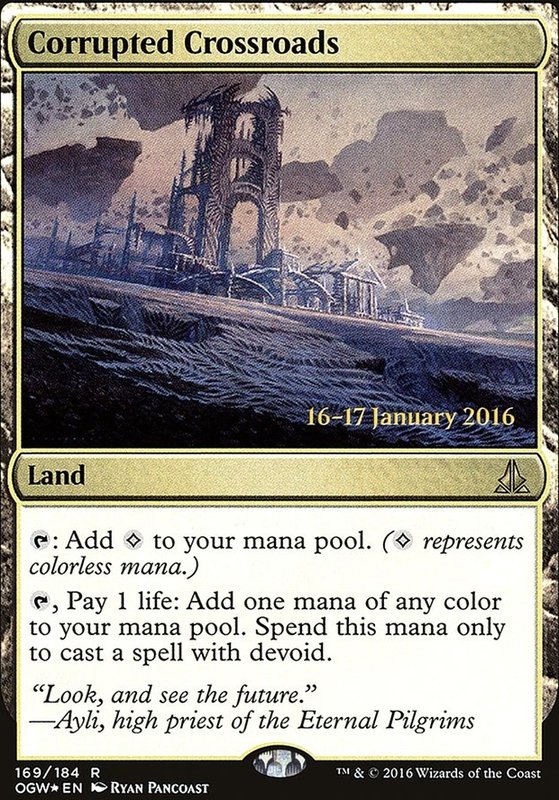 Corrupted Crossroads
16–17 January 2016
Land
: Add to your mana pool. ( represents
colorless mana.)
, Pay 1 life: Add one mana of any color
to your mana pool. Spend this mana only
to cast a spell with devoid.
“Look, and see the future.”
—Ayli, high priest of the Eternal Pilgrims
169/184 R
OGW★EN Ryan Pancoast
™ & © 2016 Wizards of the Coast